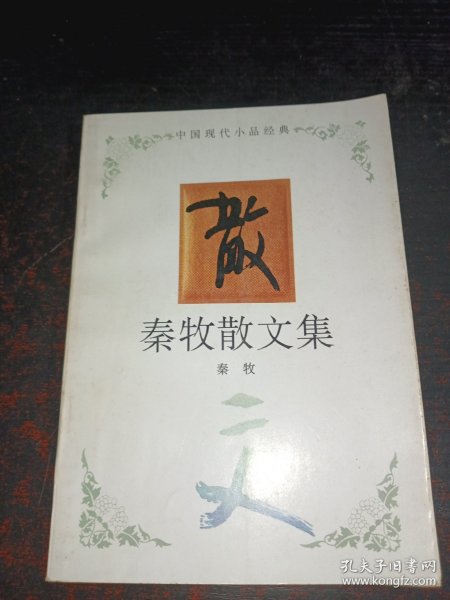 中国现代小品经典
散
秦牧散文集
秦牧
文
孔夫子旧书网
www.kongfz.com